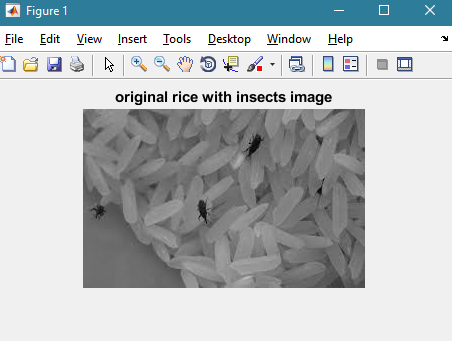 Figure 1
File Edit View Insert Tools Desktop Window Help
original rice with insects image